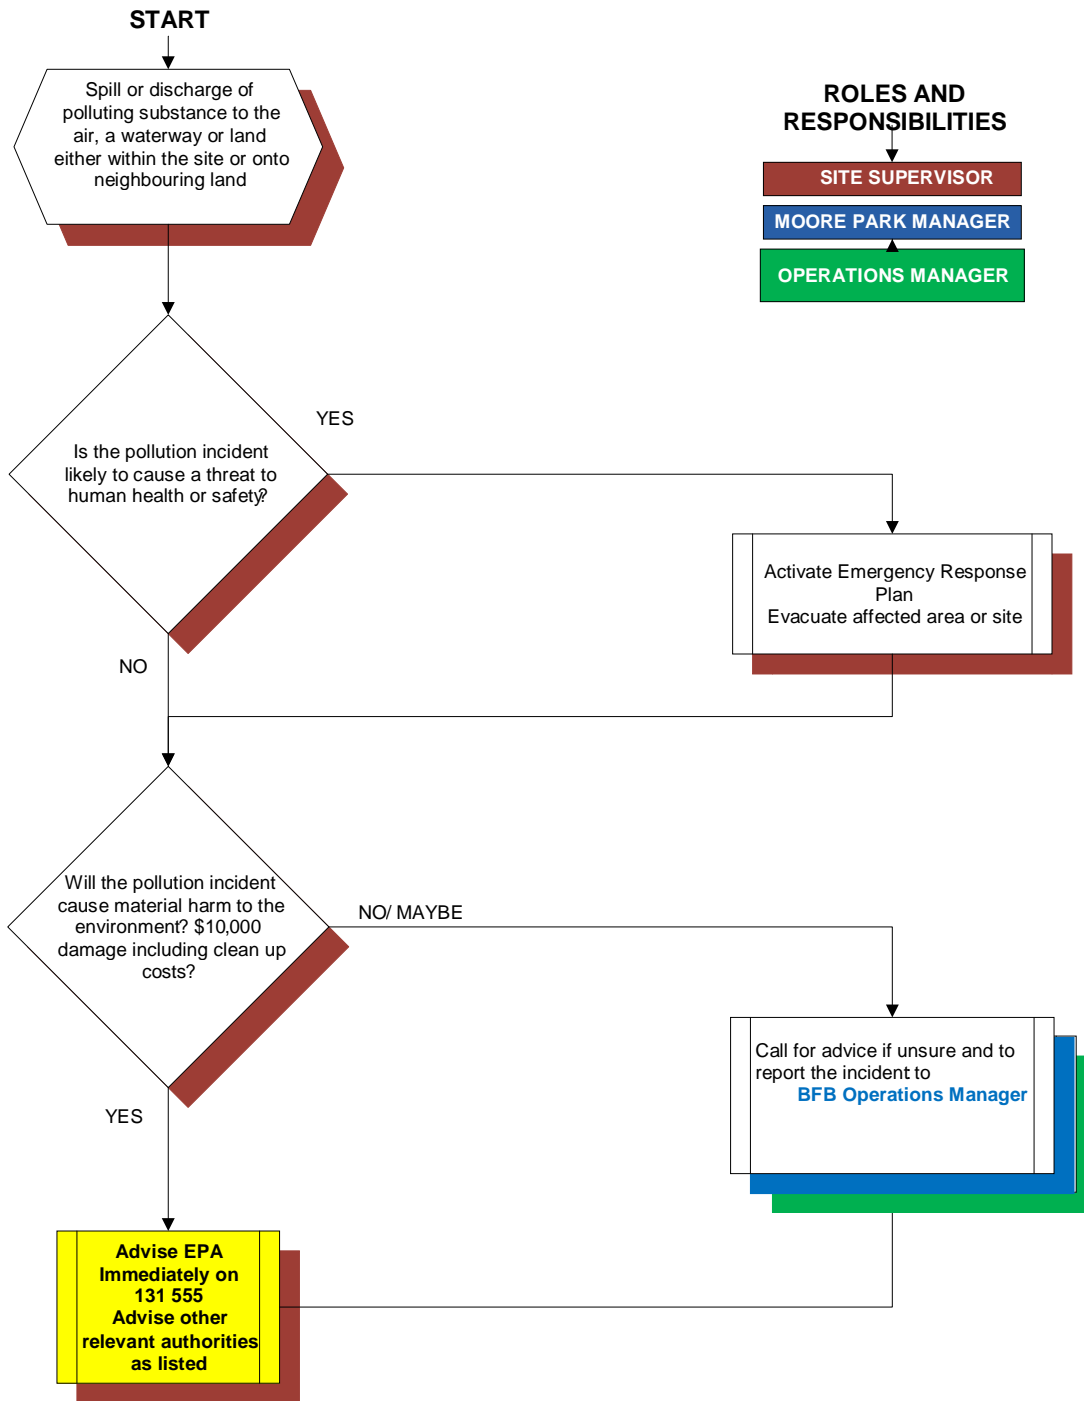 START
Spill or discharge of
polluting substance to the
air, a waterway or land
either within the site or onto
neighbouring land
ROLES AND
RESPONSIBILITIES
SITE SUPERVISOR
MOORE PARK MANAGER
OPERATIONS MANAGER
YES
Is the pollution incident
likely to cause a threat to
human health or safety?
Activate Emergency Response
Plan
Evacuate affected area or site
NO
Will the pollution incident
cause material harm to the
environment? $10,000
damage including clean up
costs?
NO/ MAYBE
Call for advice if unsure and to
report the incident to
BFB Operations Manager
YES
Advise EPA
Immediately on
131 555
Advise other
relevant authorities
as listed